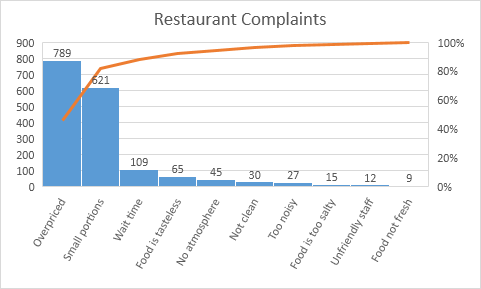 Restaurant Complaints
900
800
700
600
500
400
300
200
100
0
789
621
109
65
45
30
27
15
12
9
100%
80%
60%
40%
20%
0%
Overpriced
Small portions
Wait time
Food is tasteless
No atmosphere
Not clean
Too noisy
Food is too salty
Unfriendly staff
Food not fresh